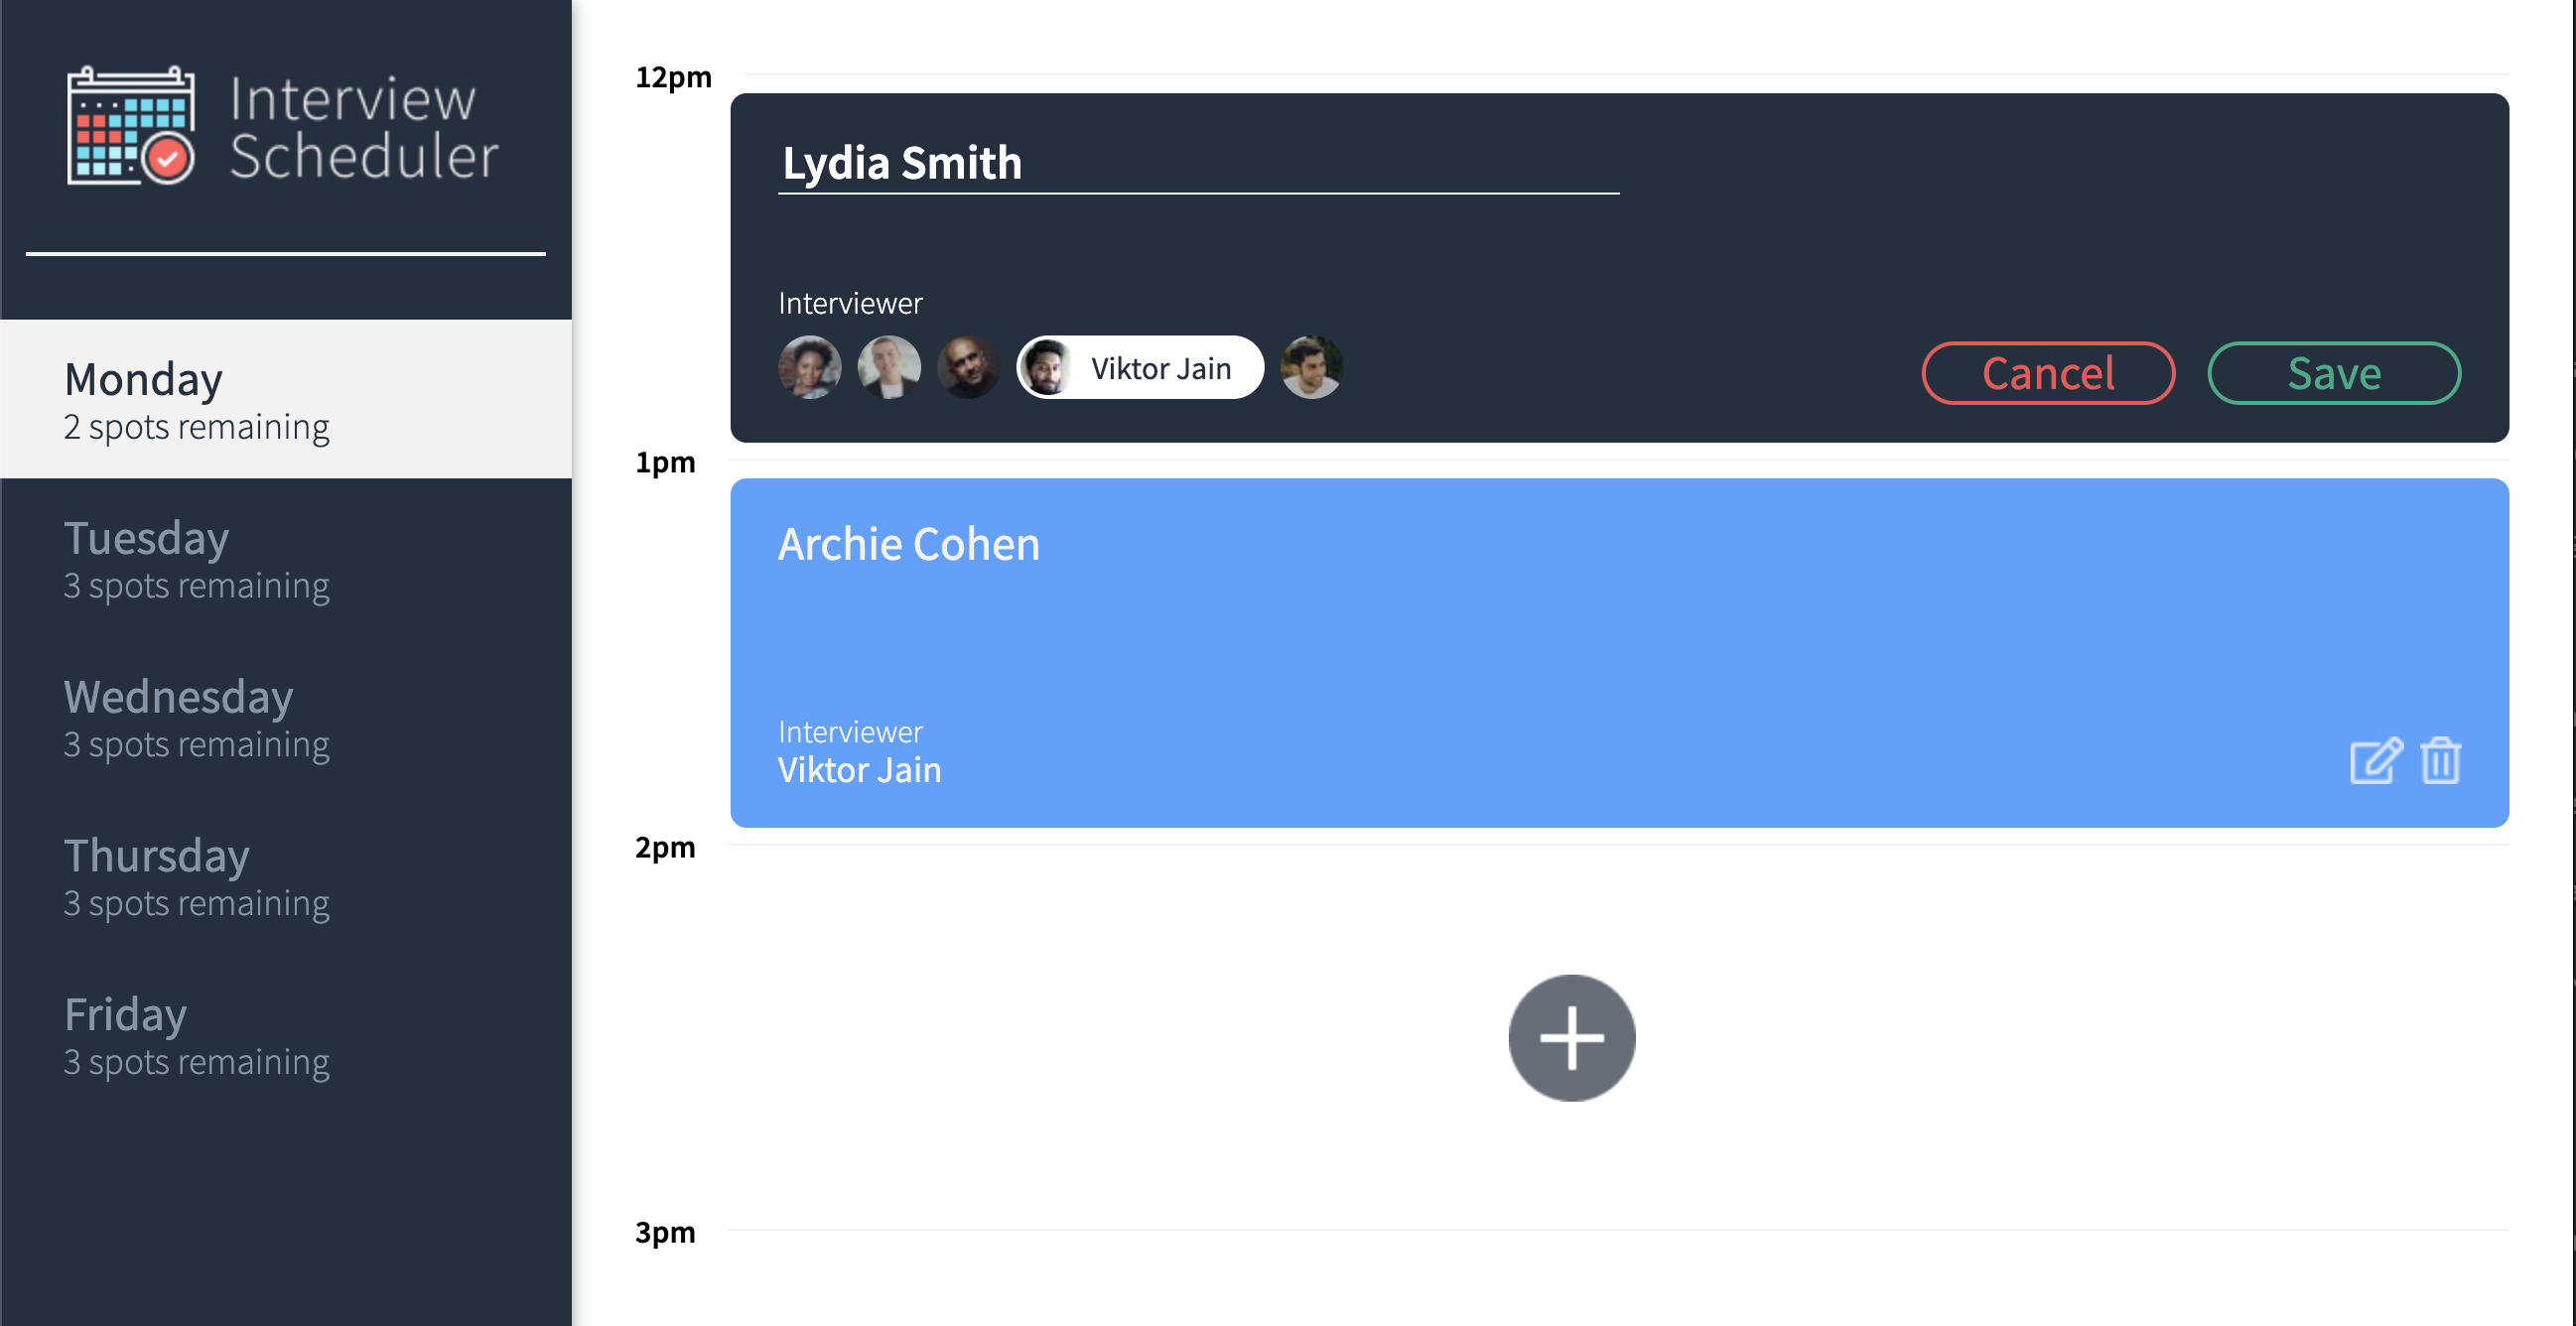 Interview
Scheduler
Monday
2 spots remaining
Tuesday
3 spots remaining
Wednesday
3 spots remaining
Thursday
3 spots remaining
Friday
3 spots remaining
12pm
Lydia Smith
Interviewer
Viktor Jain
Cancel
Save
1pm
Archie Cohen
Interviewer
Viktor Jain
2pm
3pm